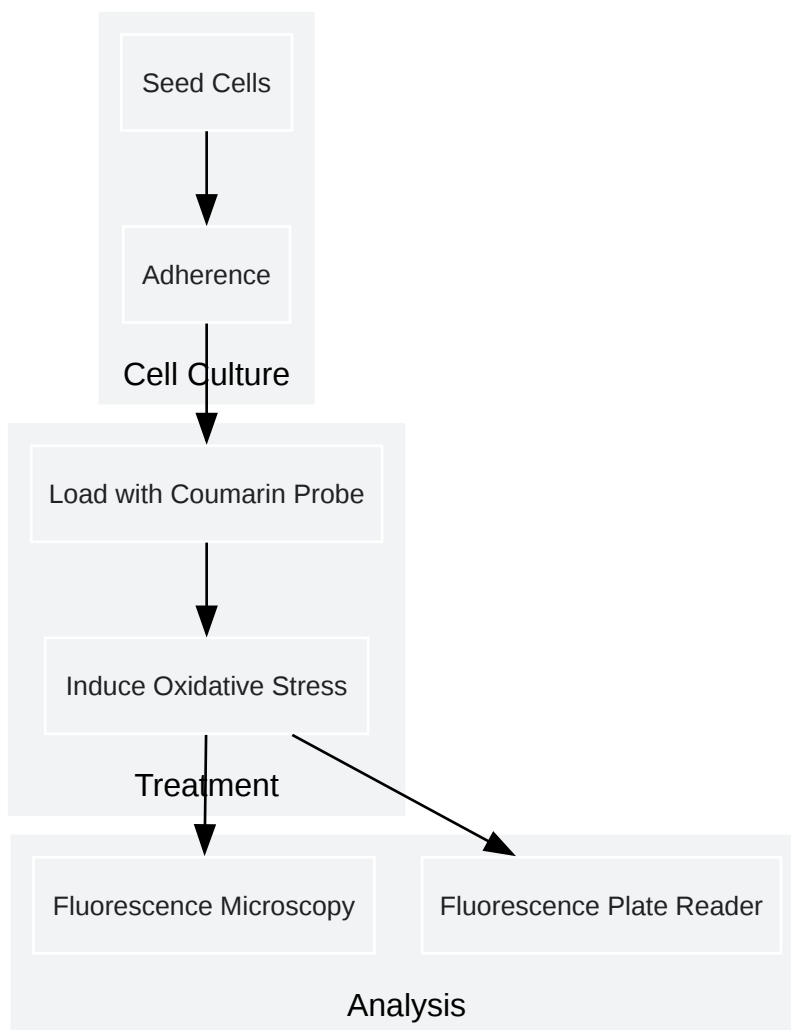 Seed Cells
Adherence
Cell Culture
Load with Coumarin Probe
Induce Oxidative Stress
Treatment
Fluorescence Microscopy
Fluorescence Plate Reader
Analysis